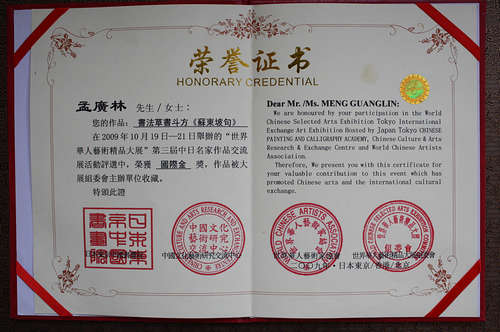 荣誉证书
HONORARY CREDENTIAL
孟廣林 先生/女士:
您的作品: 書法草書斗方《蘇東坡句》
在2009年10月19日—21日舉辦的“世
界華人藝術精品大展”第三屆中日名家作品交流
展活動評選中,榮獲 國際金 獎,作品被大
展組委會主辦單位收藏。
特頒此證
Dear Mr. /Ms. MENG GUANGLIN:
We are honoured by your participation in the World
Chinese Selected Arts Exhibition Tokyo International
Exchange Art Exhibition Hosted by Japan Tokyo CHINESE
PAINTING AND CALLIGRAPHY ACADEMY, Chinese Culture & Arts
Research & Exchange Centre and World Chinese Artists
Association.
Therefore, We present you with this certificate for
your valuable contribution to this event which has
promoted Chinese arts and the international cultural
exchange.
中國文化藝術研究交流中心
CHINESE ARTISTS ASSOCIATION
組委會
日本東京/香港/北京